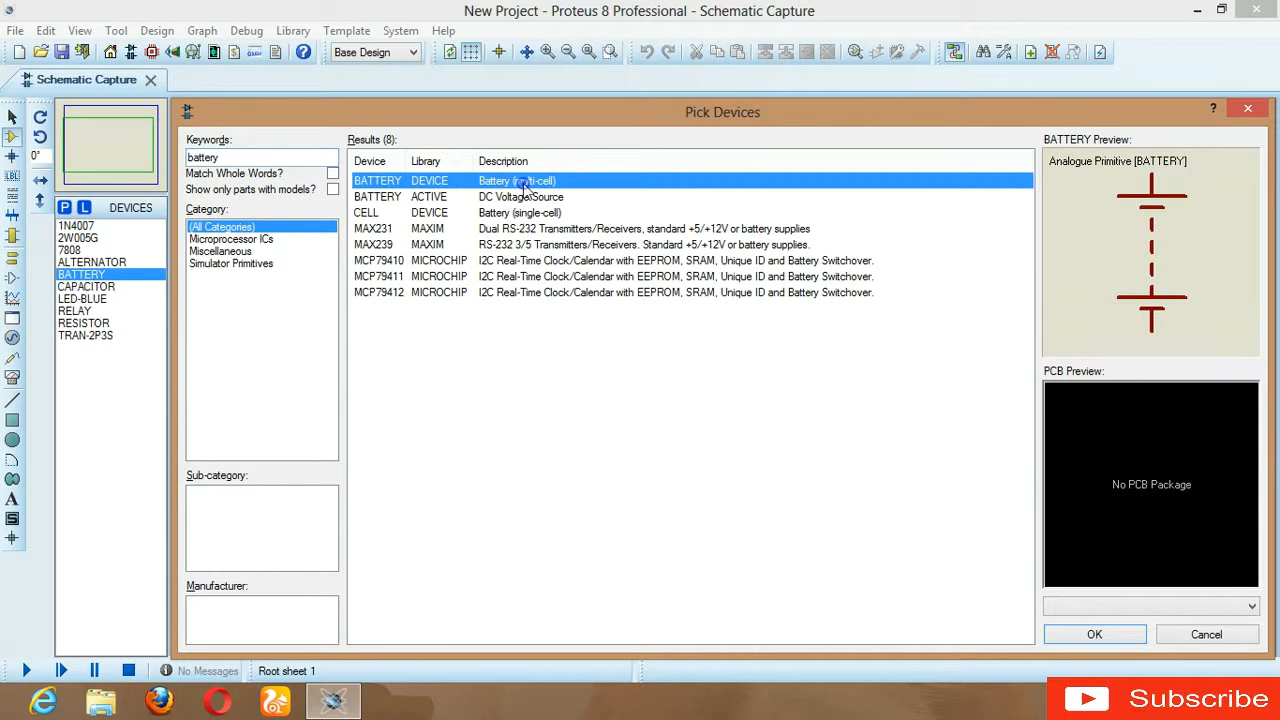 New Project - Proteus 8 Professional - Schematic Capture
File Edit View Tool Design Graph Debug Library Template System Help
Base Design
Schematic Capture
Pick Devices
0°
P L DEVICES
1N4007
2W005G
7808
ALTERNATOR
BATTERY
CAPACITOR
LED-BLUE
RELAY
RESISTOR
TRAN-2P3S
Keywords:
battery
Match Whole Words?
Show only parts with models?
Category:
(All Categories)
Microprocessor ICs
Miscellaneous
Simulator Primitives
Sub-category:
Manufacturer:
Results (8):
Device Library Description
BATTERY DEVICE Battery (multi-cell)
BATTERY ACTIVE DC Voltage Source
CELL DEVICE Battery (single-cell)
MAX231 MAXIM Dual RS-232 Transmitters/Receivers, standard +5/+12V or battery supplies
MAX239 MAXIM RS-232 3/5 Transmitters/Receivers. Standard +5/+12V or battery supplies.
MCP79410 MICROCHIP I2C Real-Time Clock/Calendar with EEPROM, SRAM, Unique ID and Battery Switchover.
MCP79411 MICROCHIP I2C Real-Time Clock/Calendar with EEPROM, SRAM, Unique ID and Battery Switchover.
MCP79412 MICROCHIP I2C Real-Time Clock/Calendar with EEPROM, SRAM, Unique ID and Battery Switchover.
BATTERY Preview:
Analogue Primitive [BATTERY]
PCB Preview:
No PCB Package
OK Cancel
No Messages Root sheet 1
Subscribe